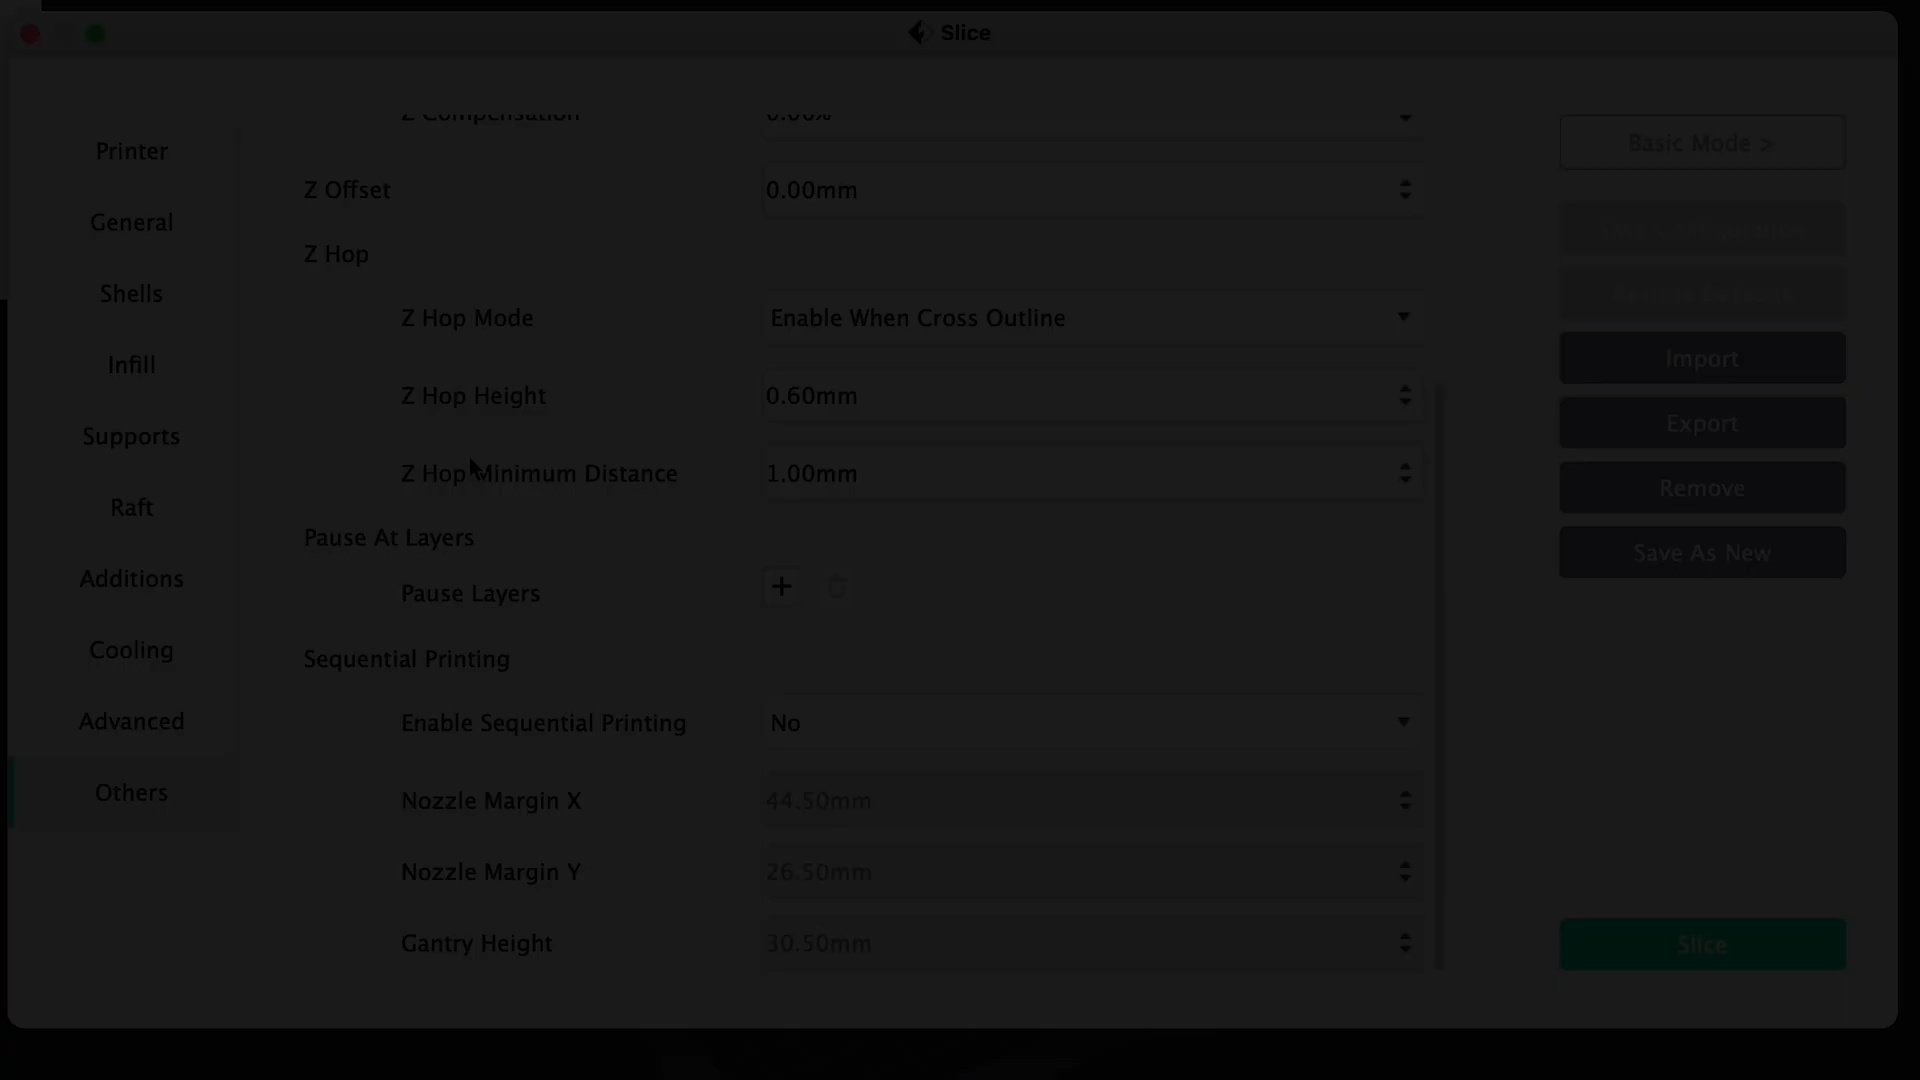 Slice
Z Compensation 0.00%
Printer
Basic Mode >
Z Offset 0.00mm
General
Z Hop
Shells
Z Hop Mode Enable When Cross Outline
Import
Infill
Z Hop Height 0.60mm
Export
Supports
Z Hop Minimum Distance 1.00mm
Remove
Raft
Pause At Layers
Save As New
Additions
Pause Layers
Cooling
Sequential Printing
Advanced
Enable Sequential Printing No
Others
Nozzle Margin X 44.50mm
Nozzle Margin Y 26.50mm
Gantry Height 30.50mm
Slice